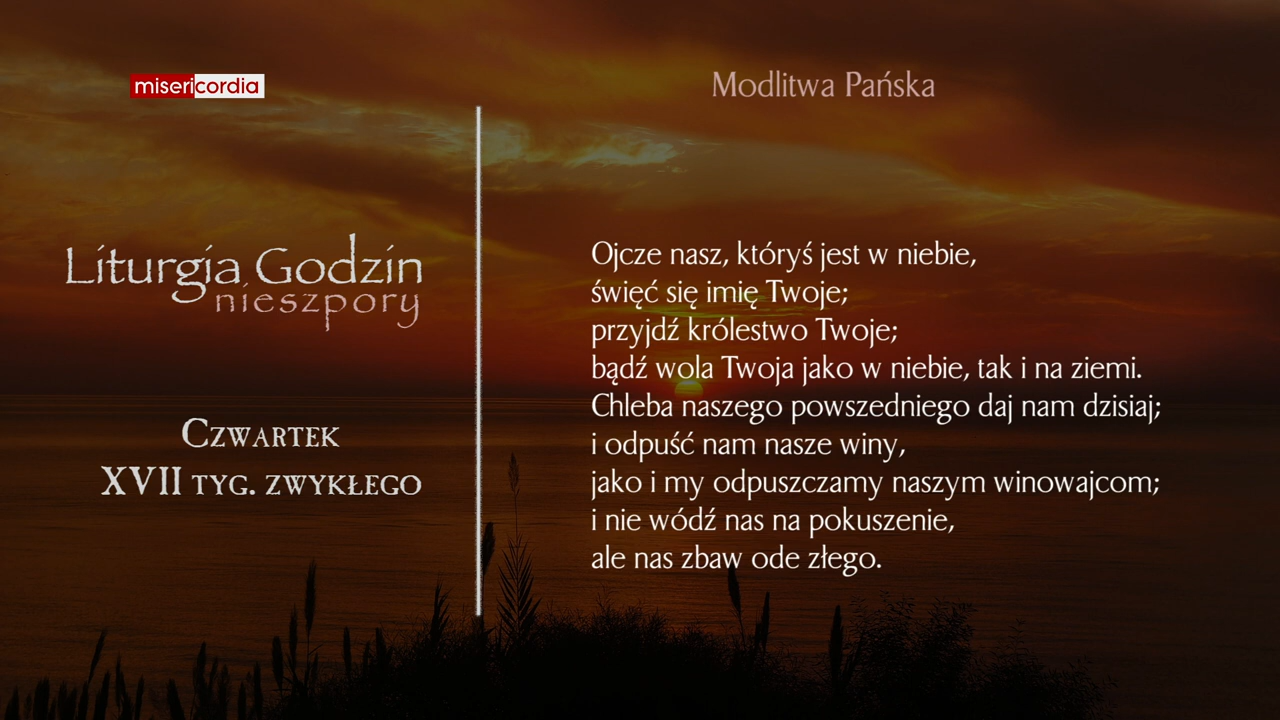 misericordia
Liturgia Godzin
nieszpory
Czwartek
XVII tyg. zwykłego
Modlitwa Pańska
Ojcze nasz, któryś jest w niebie,
święć się imię Twoje;
przyjdź królestwo Twoje;
bądź wola Twoja jako w niebie, tak i na ziemi.
Chleba naszego powszedniego daj nam dzisiaj;
i odpuść nam nasze winy,
jako i my odpuszczamy naszym winowajcom;
i nie wódź nas na pokuszenie,
ale nas zbaw ode złego.